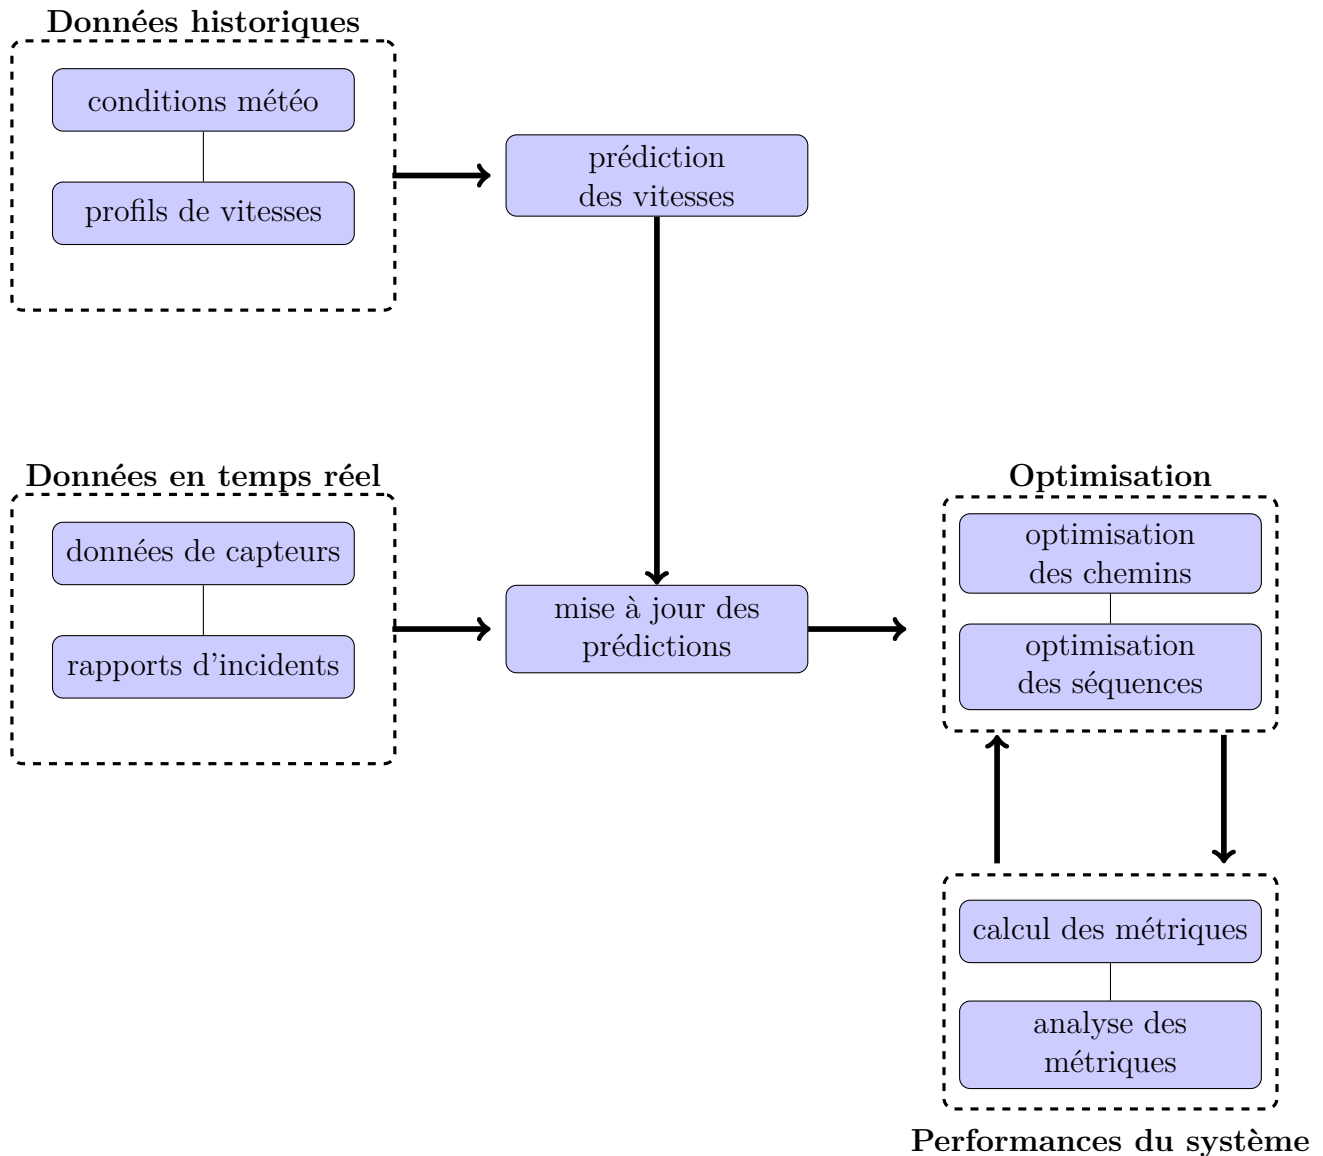 Données historiques
conditions météo
profils de vitesses
prédiction
des vitesses
Données en temps réel
données de capteurs
rapports d'incidents
mise à jour des
prédictions
Optimisation
optimisation
des chemins
optimisation
des séquences
calcul des métriques
analyse des
métriques
Performances du système